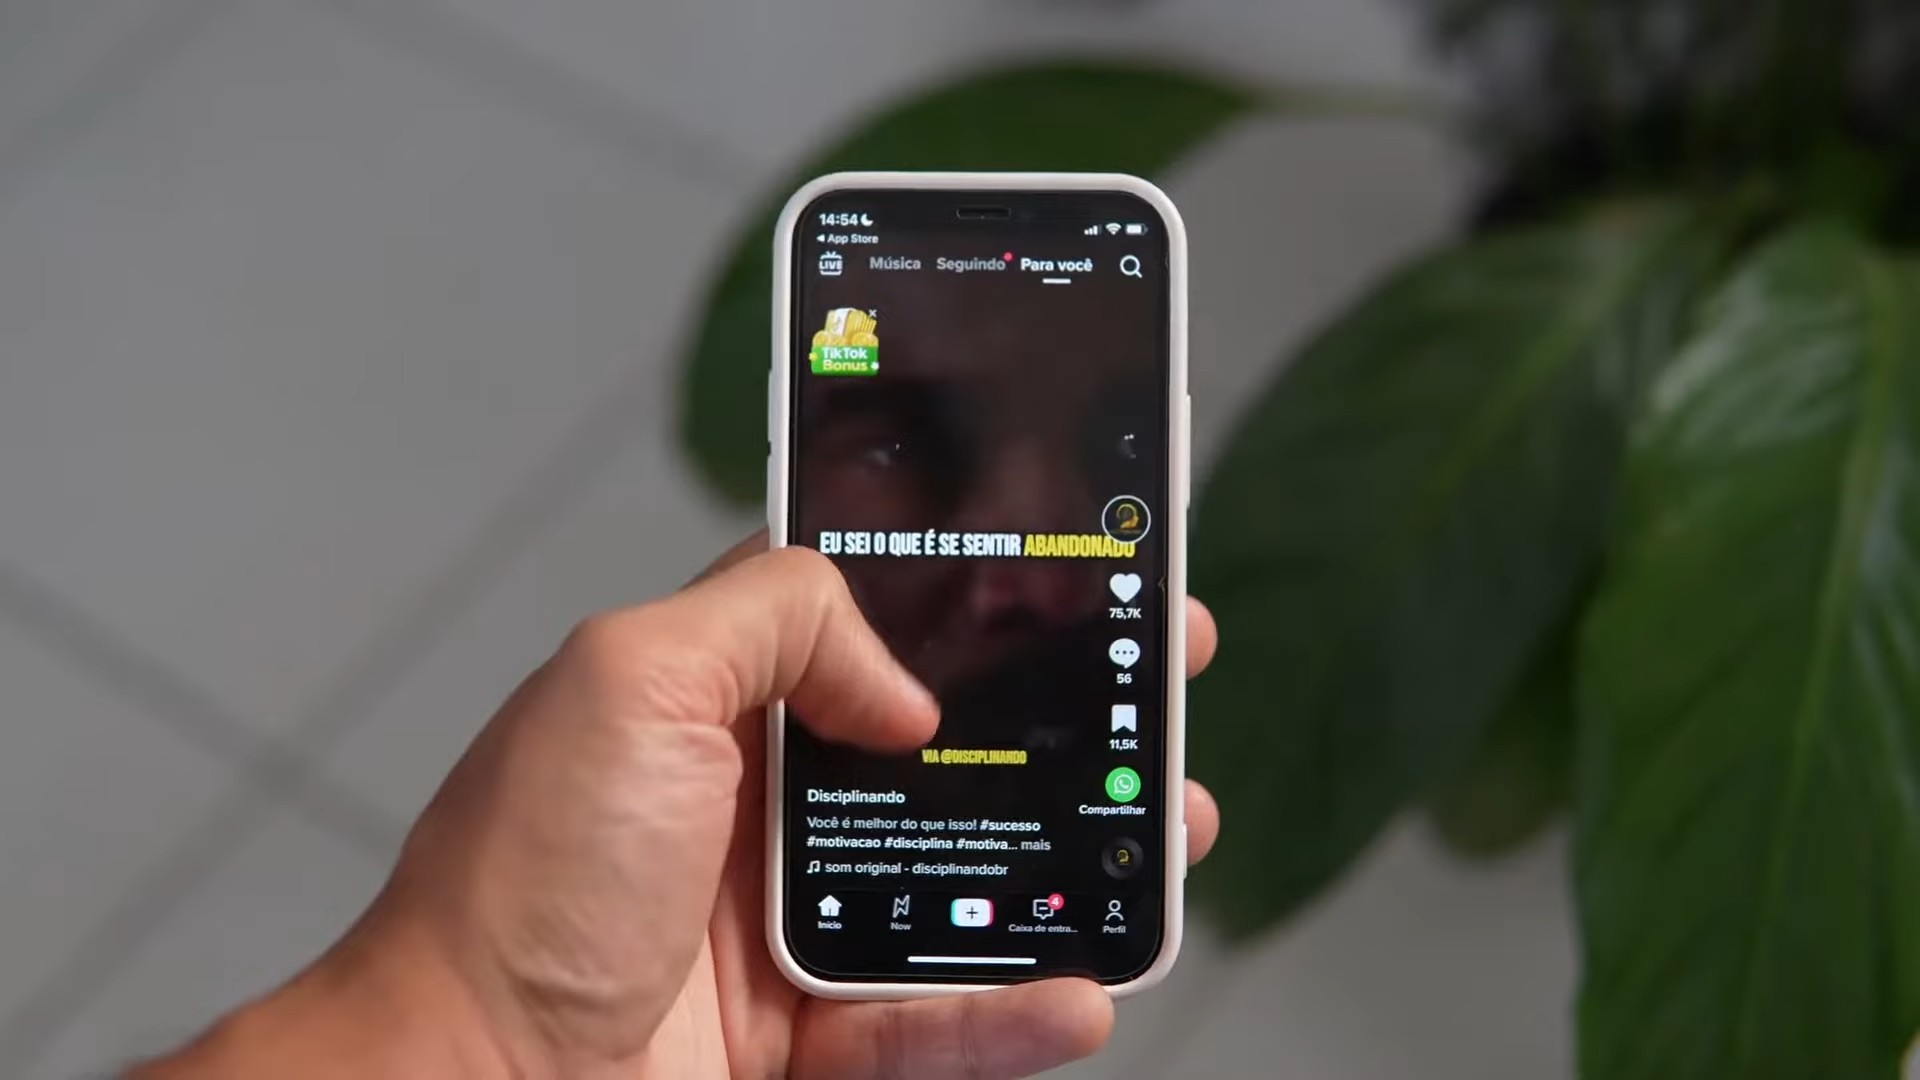 14:54
App Store
LIVE
Música
Seguindo
Para você
TikTok
Bonus
EU SEI O QUE É SE SENTIR ABANDONADO
75,7K
56
11,5K
VIA @DISCIPLINANDO
Compartilhar
Disciplinando
Você é melhor do que isso! #sucesso
#motivacao #disciplina #motiva... mais
som original - disciplinandobr
4
Início
Now
Caixa de entra...
Perfil